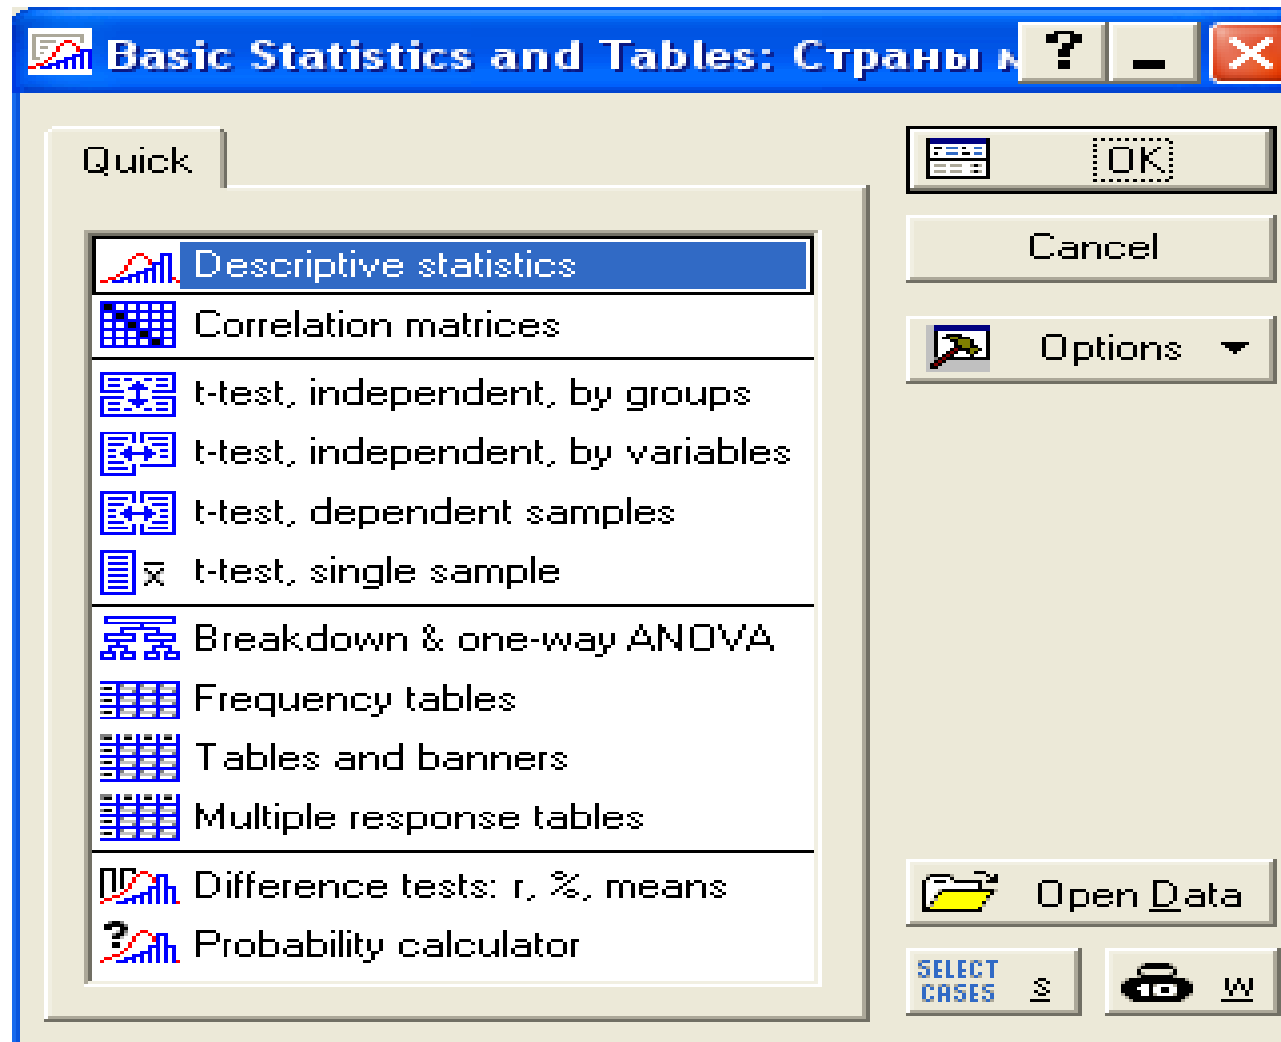 Basic Statistics and Tables: Страны
Quick
OK
Cancel
Options
Descriptive statistics
Correlation matrices
t-test, independent, by groups
t-test, independent, by variables
t-test, dependent samples
t-test, single sample
Breakdown & one-way ANOVA
Frequency tables
Tables and banners
Multiple response tables
Difference tests: r, %, means
Probability calculator
Open Data
SELECT
CASES s
w